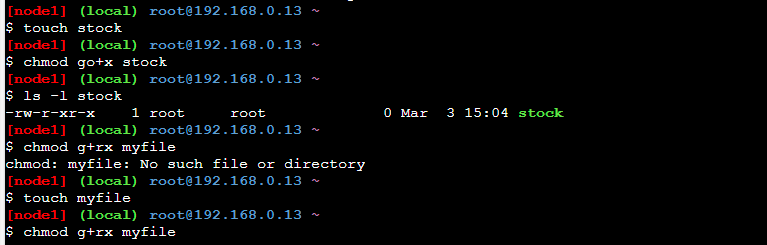 [node1] (local) root@192.168.0.13 ~
$ touch stock
[node1] (local) root@192.168.0.13 ~
$ chmod go+x stock
[node1] (local) root@192.168.0.13 ~
$ ls -l stock
-rw-r-xr-x    1 root     root             0 Mar  3 15:04 stock
[node1] (local) root@192.168.0.13 ~
$ chmod g+rx myfile
chmod: myfile: No such file or directory
[node1] (local) root@192.168.0.13 ~
$ touch myfile
[node1] (local) root@192.168.0.13 ~
$ chmod g+rx myfile